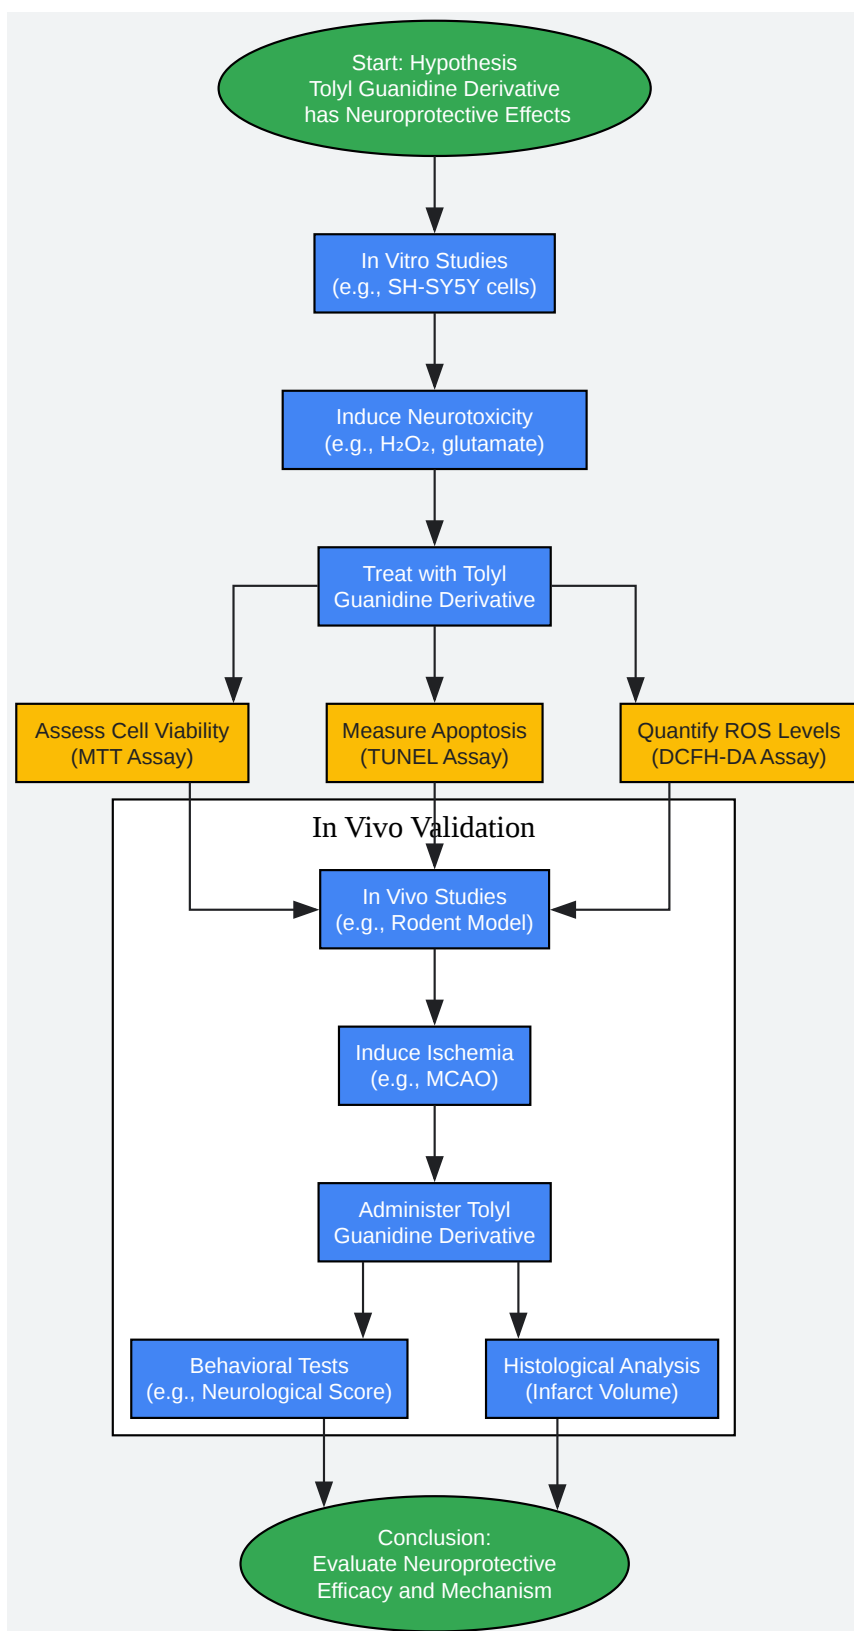 Start: Hypothesis
Tolyl Guanidine Derivative
has Neuroprotective Effects
In Vitro Studies
(e.g., SH-SY5Y cells)
Induce Neurotoxicity
(e.g., H₂O₂, glutamate)
Treat with Tolyl
Guanidine Derivative
Assess Cell Viability
(MTT Assay)
Measure Apoptosis
(TUNEL Assay)
Quantify ROS Levels
(DCFH-DA Assay)
In Vivo Validation
In Vivo Studies
(e.g., Rodent Model)
Induce Ischemia
(e.g., MCAO)
Administer Tolyl
Guanidine Derivative
Behavioral Tests
(e.g., Neurological Score)
Histological Analysis
(Infarct Volume)
Conclusion:
Evaluate Neuroprotective
Efficacy and Mechanism